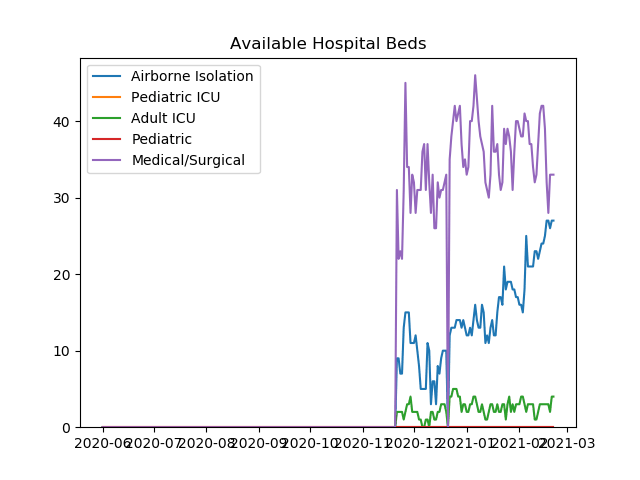 Available Hospital Beds
Airborne Isolation
Pediatric ICU
Adult ICU
Pediatric
Medical/Surgical
40
30
20
10
0
2020-06 2020-07 2020-08 2020-09 2020-10 2020-11 2020-12 2021-01 2021-02 2021-03